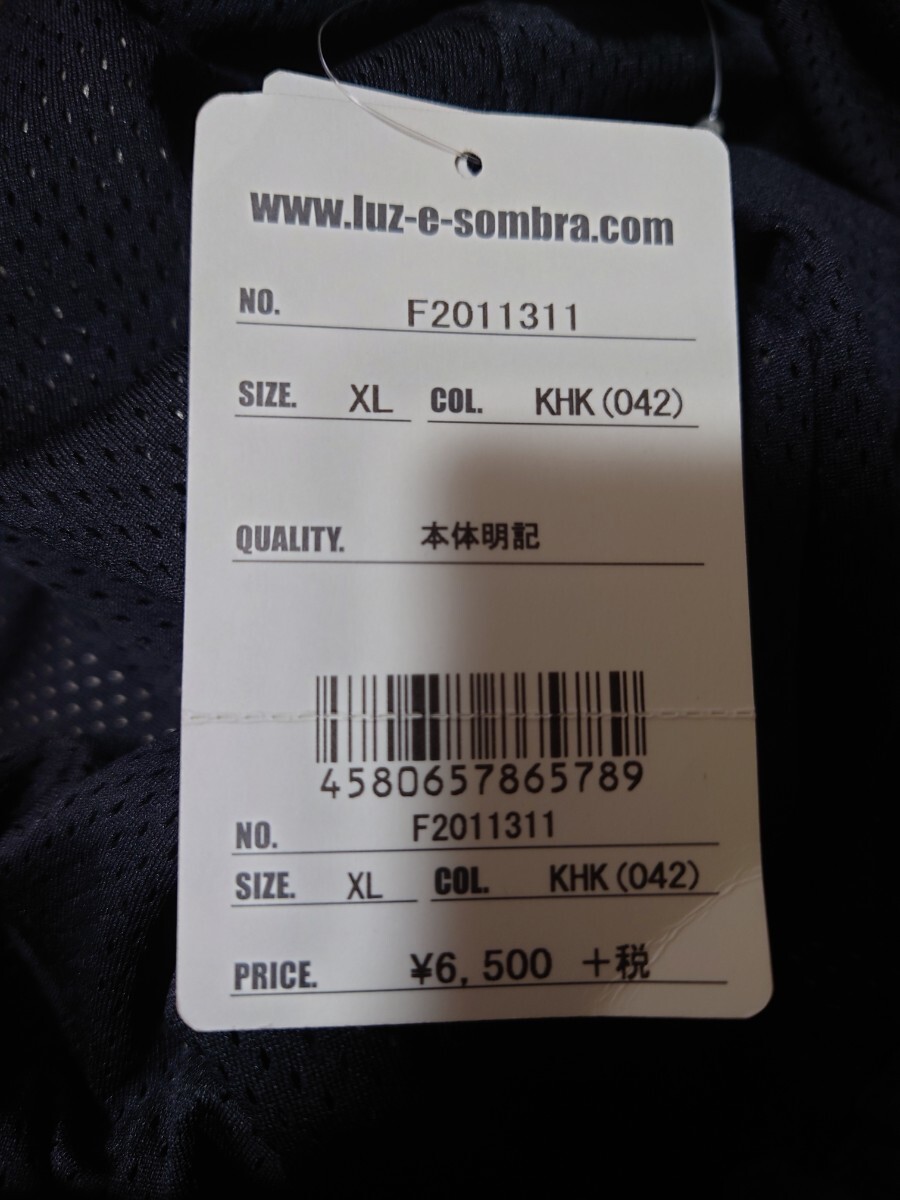 www.luz-e-sombra.com
NO. F2011311
SIZE. XL COL. KHK(042)
QUALITY. 本体明記
4580657865789
NO. F2011311
SIZE. XL COL. KHK(042)
PRICE. ¥6,500 +税